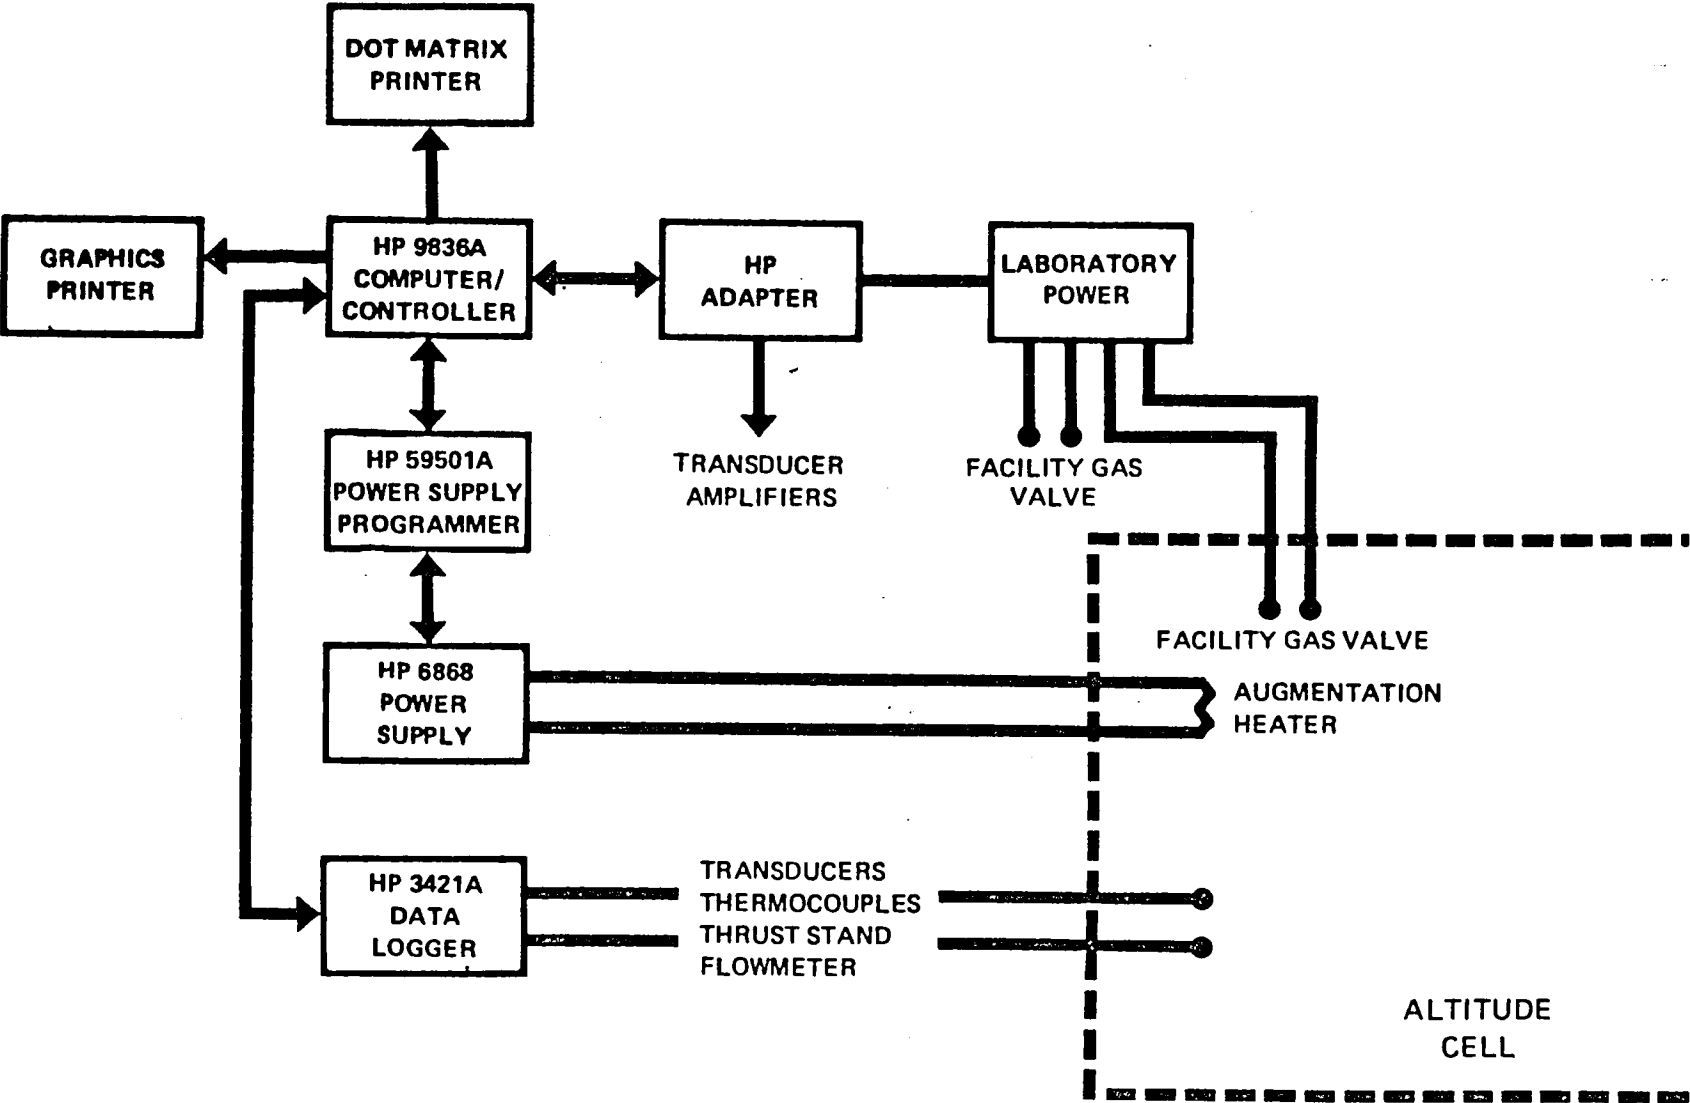 DOT MATRIX
PRINTER
GRAPHICS
PRINTER
HP 9836A
COMPUTER/
CONTROLLER
HP
ADAPTER
LABORATORY
POWER
HP 59501A
POWER SUPPLY
PROGRAMMER
TRANSDUCER
AMPLIFIERS
FACILITY GAS
VALVE
FACILITY GAS VALVE
HP 6868
POWER
SUPPLY
AUGMENTATION
HEATER
HP 3421A
DATA
LOGGER
TRANSDUCERS
THERMOCOUPLES
THRUST STAND
FLOWMETER
ALTITUDE
CELL